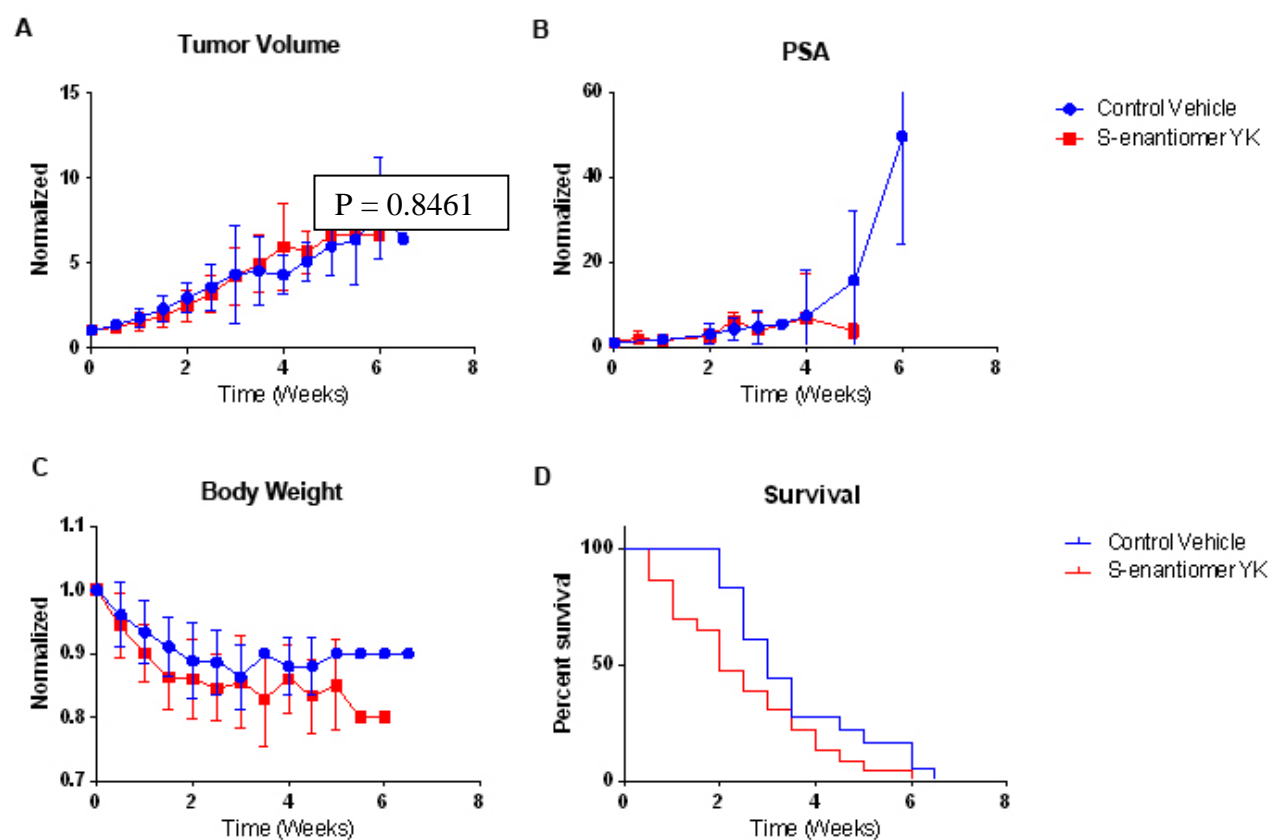 A
Tumor Volume
Normalized
15
10
5
0
P = 0.8461
0 2 4 6 8
Time (Weeks)
B
PSA
Normalized
60
40
20
0
0 2 4 6 8
Time (Weeks)
Control Vehicle
S-enantiomer YK
C
Body Weight
Normalized
1.1
1.0
0.9
0.8
0.7
0 2 4 6 8
Time (Weeks)
D
Survival
Percent survival
100
50
0
0 2 4 6 8
Time (Weeks)
Control Vehicle
S-enantiomer YK